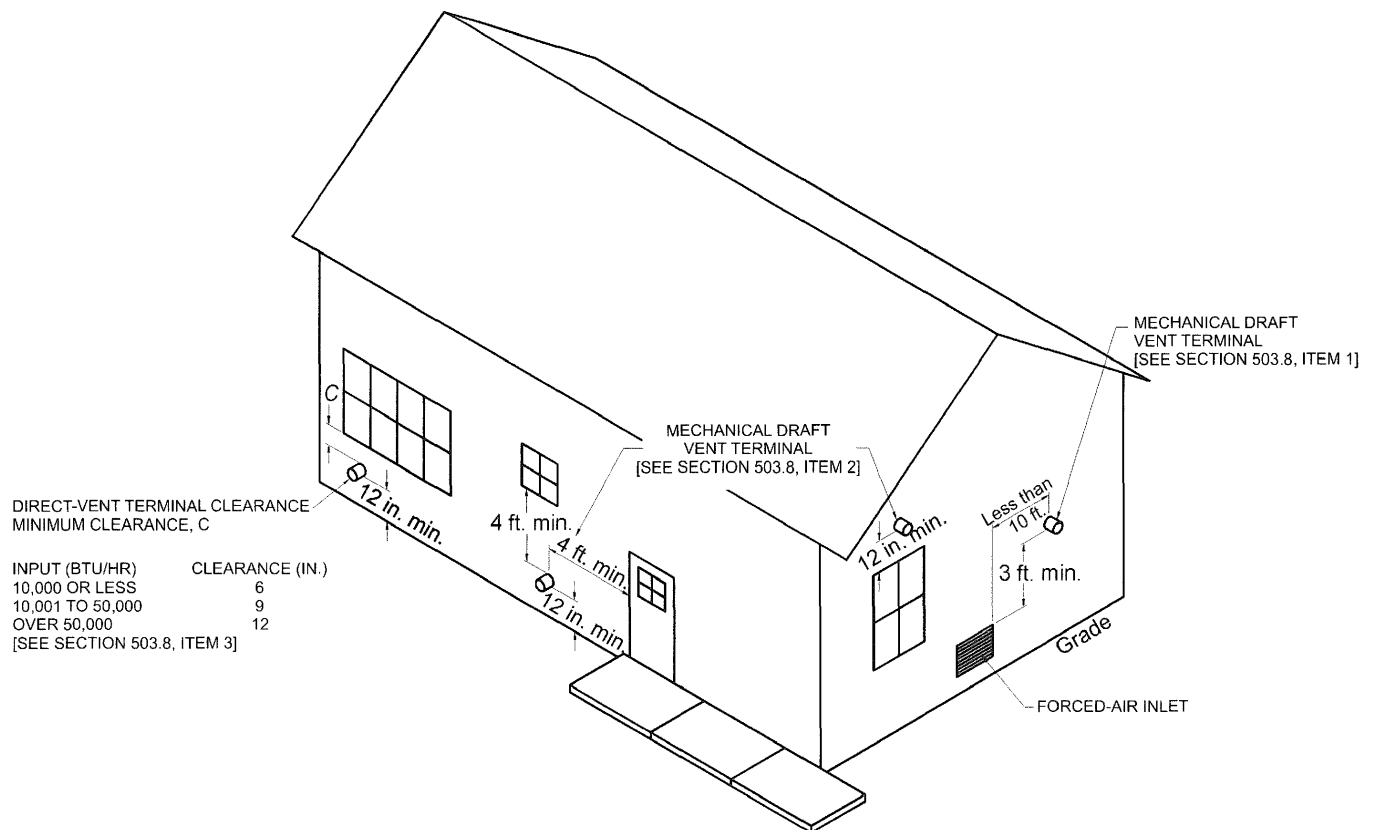 MECHANICAL DRAFT
VENT TERMINAL
[SEE SECTION 503.8, ITEM 1]
MECHANICAL DRAFT
VENT TERMINAL
[SEE SECTION 503.8, ITEM 2]
C
12 in. min.
4 ft. min.
4 ft. min.
12 in. min.
12 in. min.
Less than
10 ft.
3 ft. min.
Grade
FORCED-AIR INLET
DIRECT-VENT TERMINAL CLEARANCE
MINIMUM CLEARANCE, C
INPUT (BTU/HR) CLEARANCE (IN.)
10,000 OR LESS 6
10,001 TO 50,000 9
OVER 50,000 12
[SEE SECTION 503.8, ITEM 3]